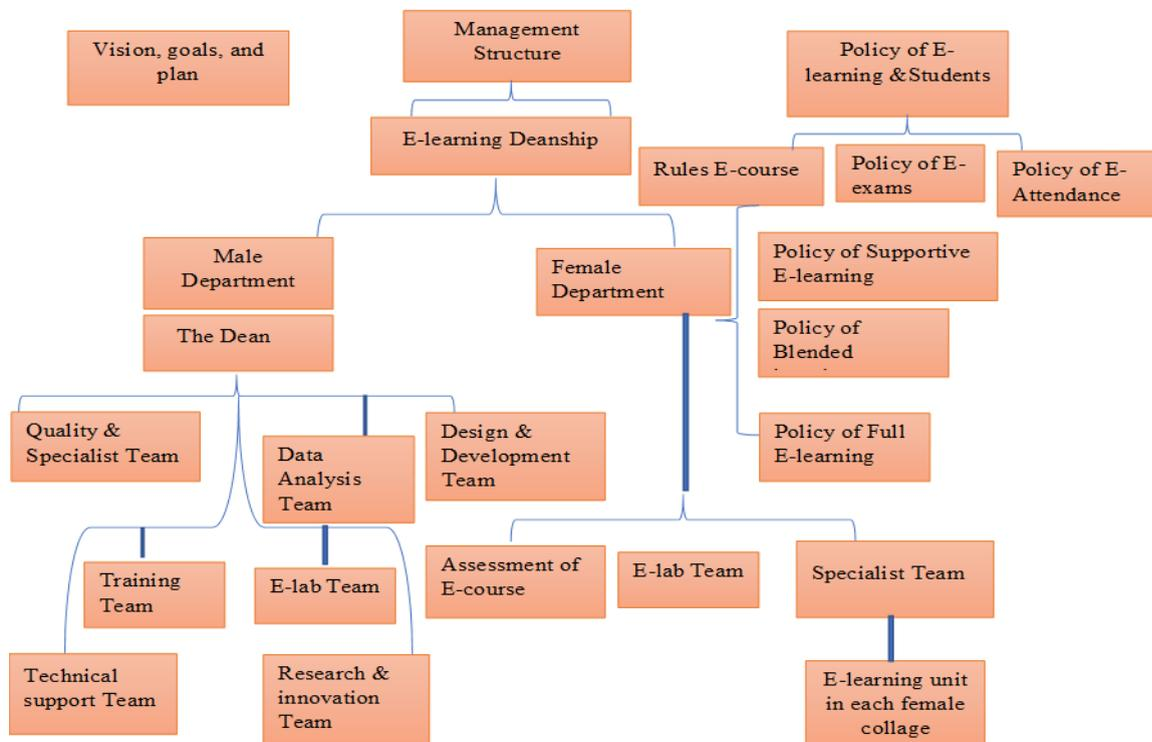 Vision, goals, and
plan
Management
Structure
Policy of E-
learning &Students
E-learning Deanship
Rules E-course
Policy of E-
exams
Policy of E-
Attendance
Male
Department
Female
Department
Policy of Supportive
E-learning
The Dean
Policy of
Blended
Quality &
Specialist Team
Data
Analysis
Team
Design &
Development
Team
Policy of Full
E-learning
Training
Team
E-lab Team
Assessment of
E-course
E-lab Team
Specialist Team
Technical
support Team
Research &
innovation
Team
E-learning unit
in each female
collage